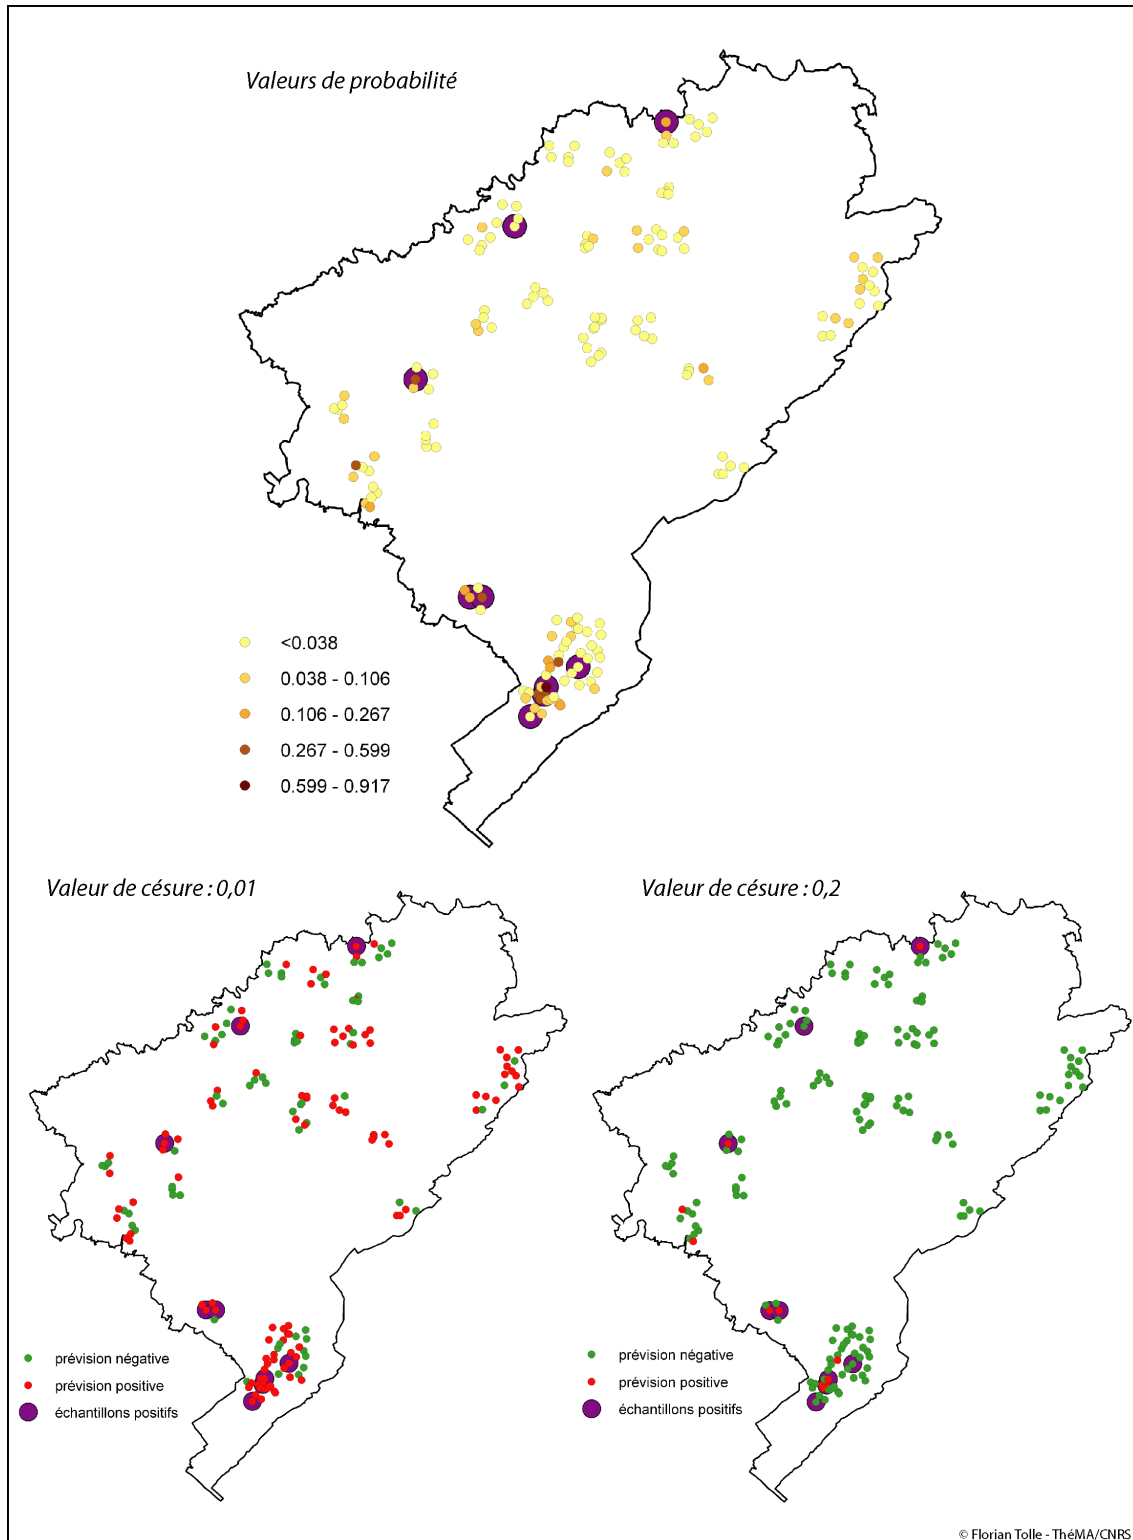 Valeurs de probabilité
<0.038
0.038 - 0.106
0.106 - 0.267
0.267 - 0.599
0.599 - 0.917
Valeur de césure : 0,01
Valeur de césure : 0,2
prévision négative
prévision positive
échantillons positifs
prévision négative
prévision positive
échantillons positifs
© Florian Tolle - ThéMA/CNRS